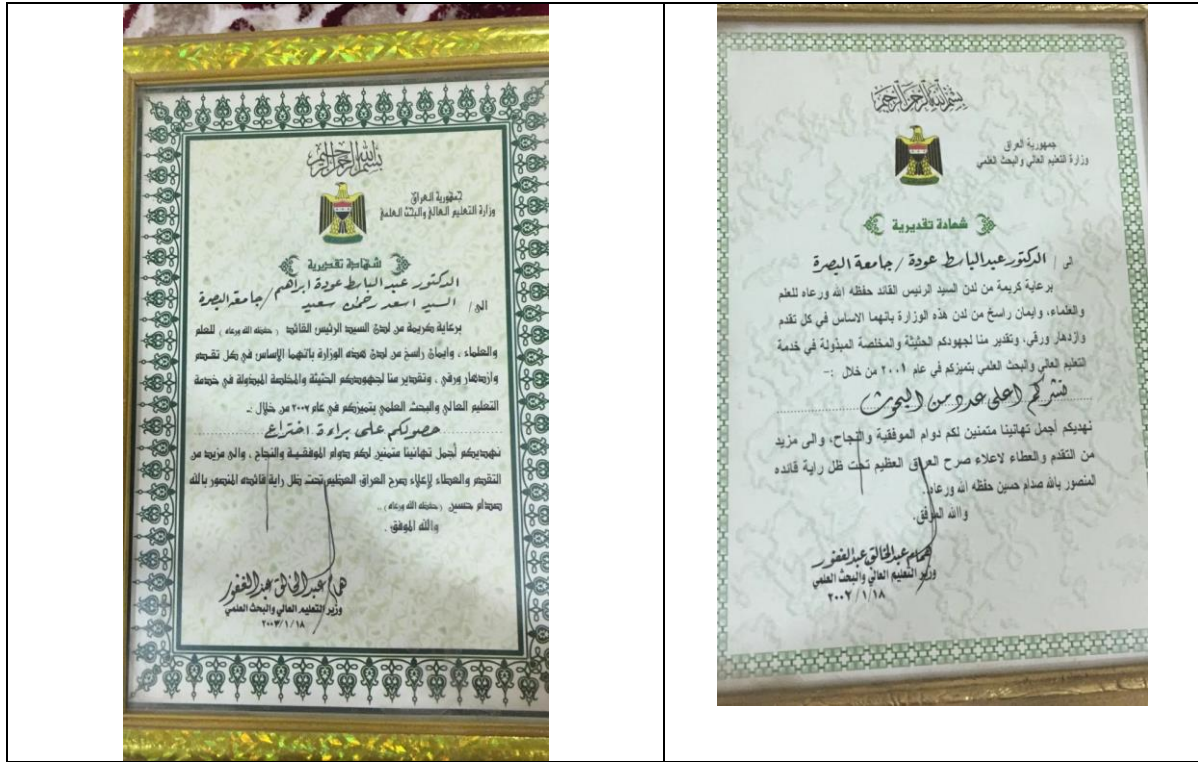 بسم الله الرحمن الرحيم
جمهورية العراق
وزارة التعليم العالي والبحث العلمي
شهادة تقديرية
الدكتور عبد الباسط عودة ابراهيم / جامعة البصرة
الى / السيد اسعد رحمن سعيد
برعاية كريمة من لدن السيد الرئيس القائد (حفظه الله ورعاه) للعلم
والعلماء ، وايمان راسخ من لدن هذه الوزارة بانهما الاساس في كل تقدم
وازدهار ورقي ، وتقدير منا لجهودكم الحثيثة والمخلصة المبذولة في خدمة
التعليم العالي والبحث العلمي بتميزكم في عام ٢٠٠٢ من خلال :-
حصولكم على براءة اختراع
نهديكم أجمل تهانينا متمنين لكم دوام الموفقية والنجاح ، والى مزيد من
التقدم والعطاء لإعلاء صرح العراق العظيم تحت ظل راية قائده المنصور بالله
صدام حسين (حفظه الله ورعاه) ..
والله الموفق .
همام عبد الخالق عبد الغفور
وزير التعليم العالي والبحث العلمي
٢٠٠٣/١/١٨
بسم الله الرحمن الرحيم
جمهورية العراق
وزارة التعليم العالي والبحث العلمي
شهادة تقديرية
الى / الدكتور عبد الباسط عودة / جامعة البصرة
برعاية كريمة من لدن السيد الرئيس القائد حفظه الله ورعاه للعلم
والعلماء، وايمان راسخ من لدن هذه الوزارة بانهما الاساس في كل تقدم
وازدهار ورقي، وتقدير منا لجهودكم الحثيثة والمخلصة المبذولة في خدمة
التعليم العالي والبحث العلمي بتميزكم في عام ٢٠٠١ من خلال :-
نشركم اعلى عدد من البحوث
نهديكم أجمل تهانينا متمنين لكم دوام الموفقية والنجاح، والى مزيد
من التقدم والعطاء لاعلاء صرح العراق العظيم تحت ظل راية قائده
المنصور بالله صدام حسين حفظه الله ورعاه..
والله الموفق.
همام عبد الخالق عبد الغفور
وزير التعليم العالي والبحث العلمي
٢٠٠٢/١/١٨